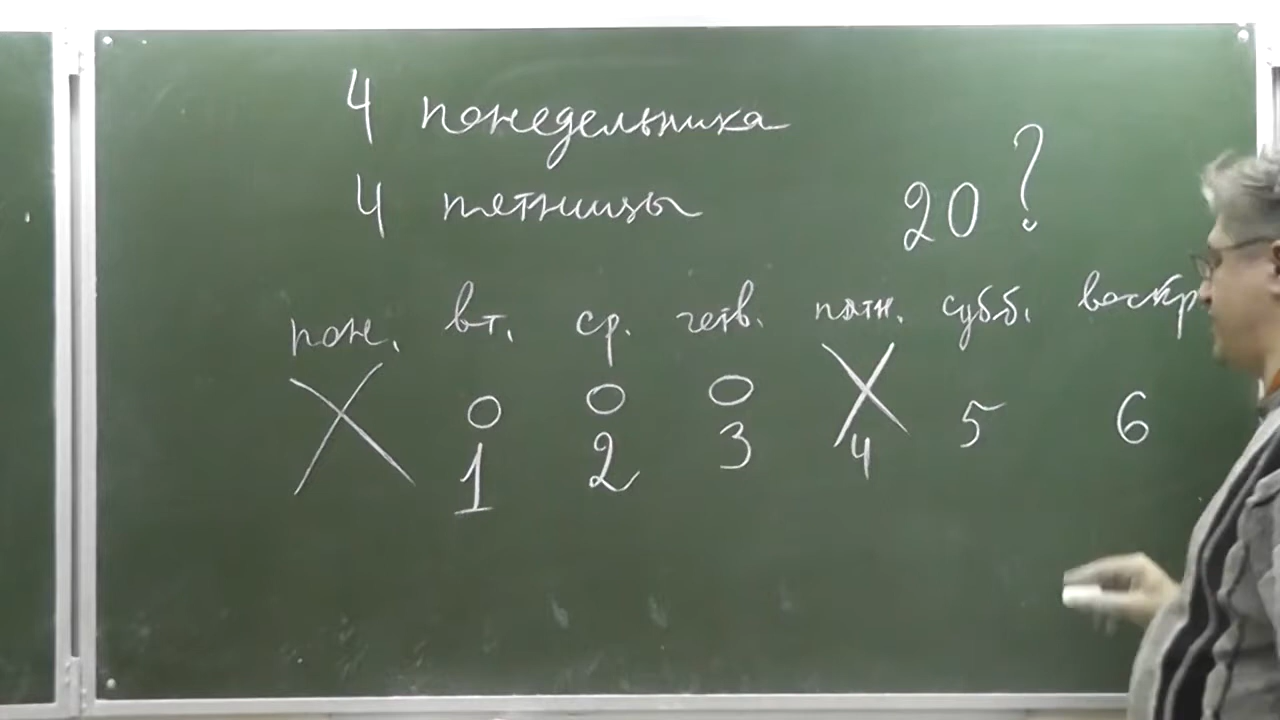 4 понедельника
4 пятницы
20 ?
пон. вт. ср. четв. пятн. субб. воскр
0 0 0
1 2 3 4 5 6